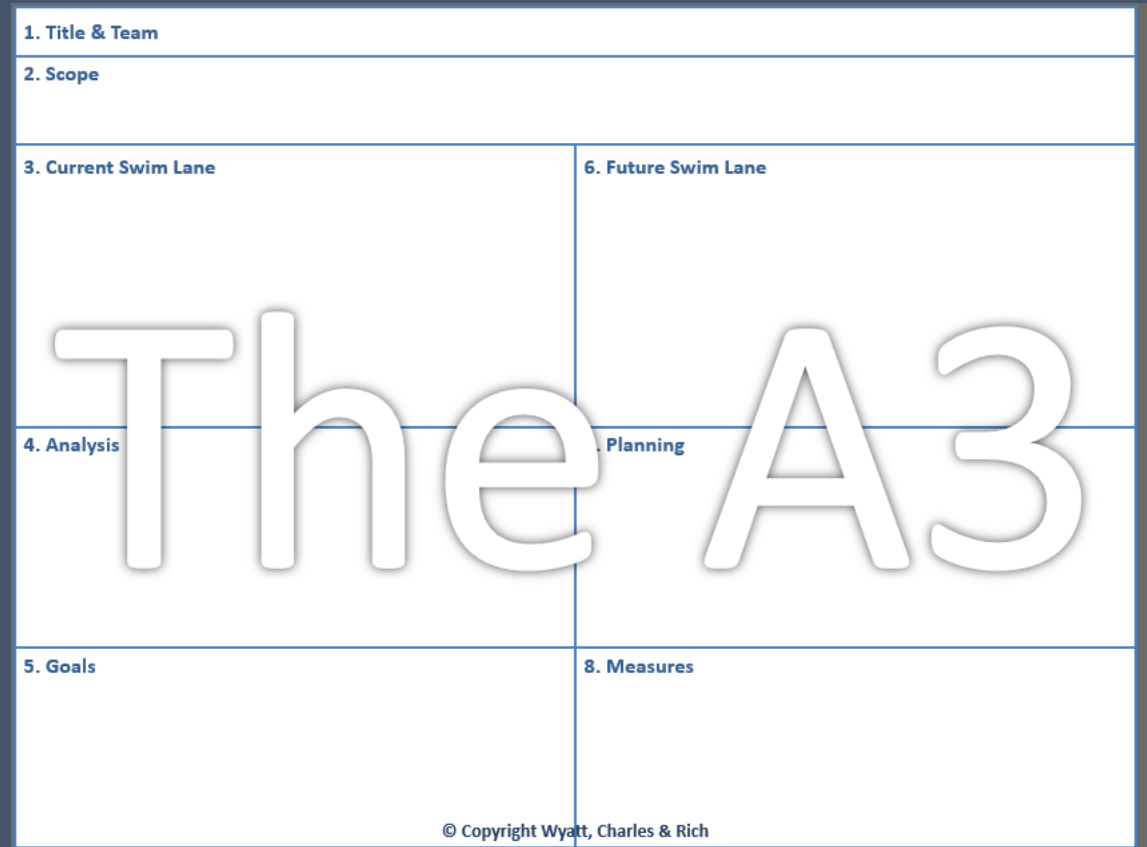 1. Title & Team
2. Scope
3. Current Swim Lane
6. Future Swim Lane
The A3
4. Analysis
. Planning
5. Goals
8. Measures
© Copyright Wyatt, Charles & Rich